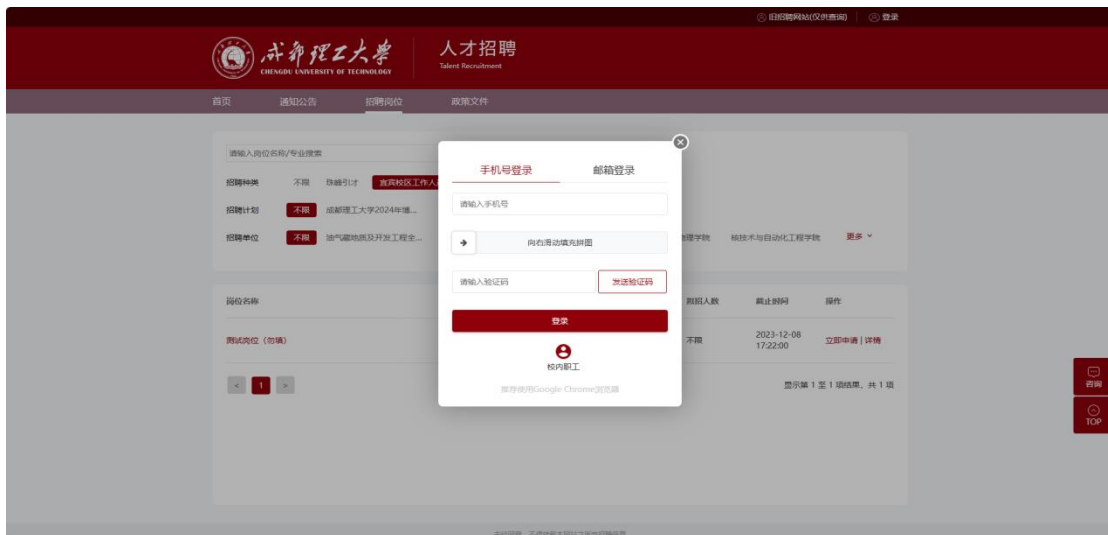 旧招聘网站(仅供查询) 登录
成都理工大学
CHENGDU UNIVERSITY OF TECHNOLOGY
人才招聘
Talent Recruitment
首页 通知公告 招聘岗位 政策文件
请输入岗位名称/专业搜索
招聘种类 不限 珠峰引才 宜宾校区工作人
招聘计划 不限 成都理工大学2024年博...
招聘单位 不限 油气藏地质及开发工程全... 理学院 核技术与自动化工程学院 更多
手机号登录 邮箱登录
请输入手机号
向右滑动填充拼图
请输入验证码 发送验证码
登录
校内职工
推荐使用Google Chrome浏览器
岗位名称 拟招人数 截止时间 操作
测试岗位（勿填） 不限 2023-12-08 17:22:00 立即申请 | 详情
< 1 > 显示第 1 至 1 项结果，共 1 项
咨询
TOP